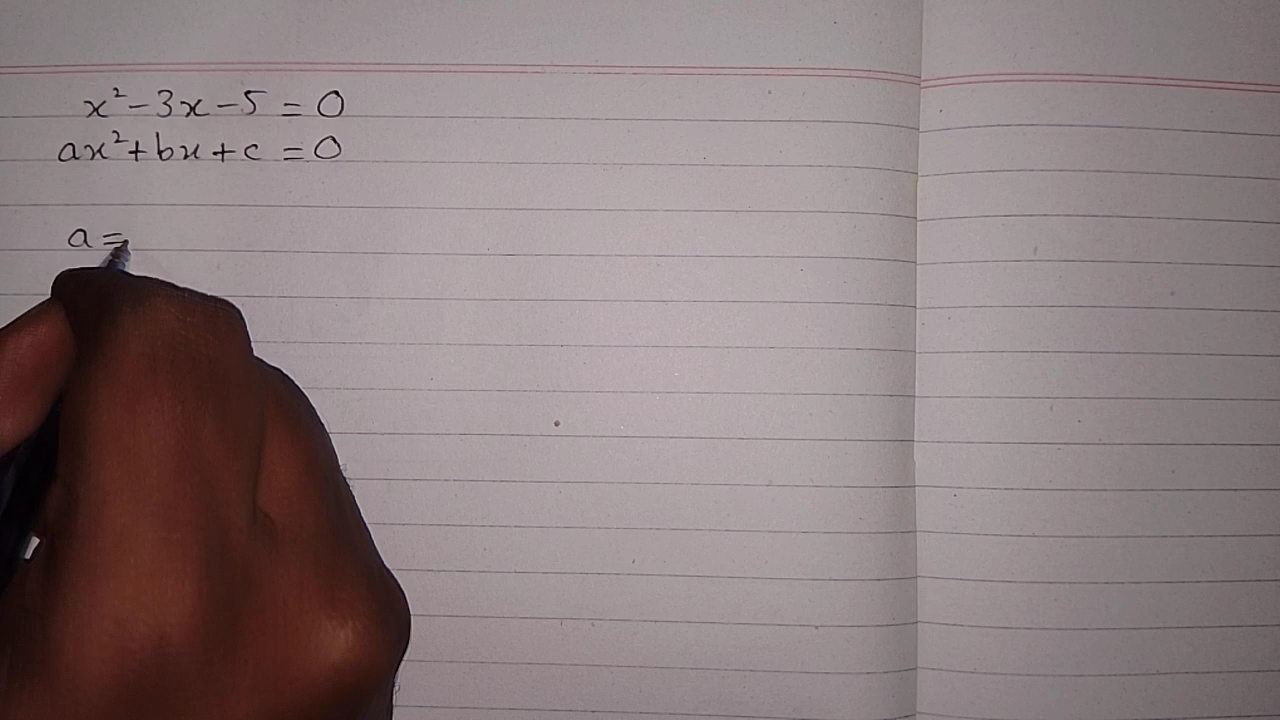 x² - 3x - 5 = 0
ax² + bx + c = 0
a =